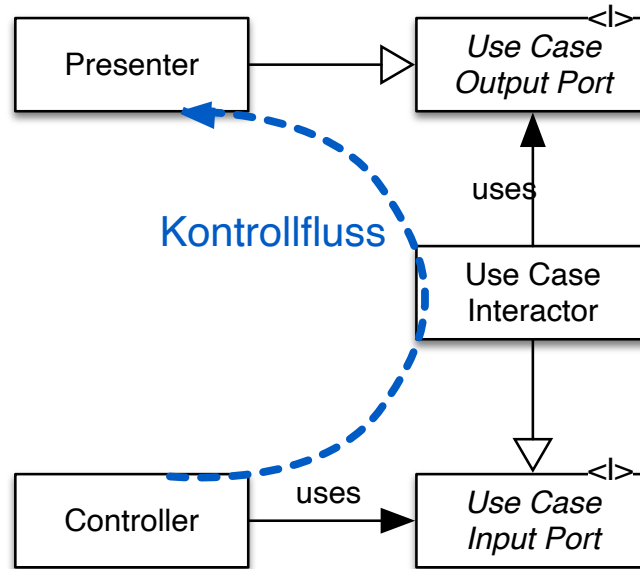 <I>
Presenter
Use Case
Output Port
uses
Kontrollfluss
Use Case
Interactor
<I>
Controller
uses
Use Case
Input Port